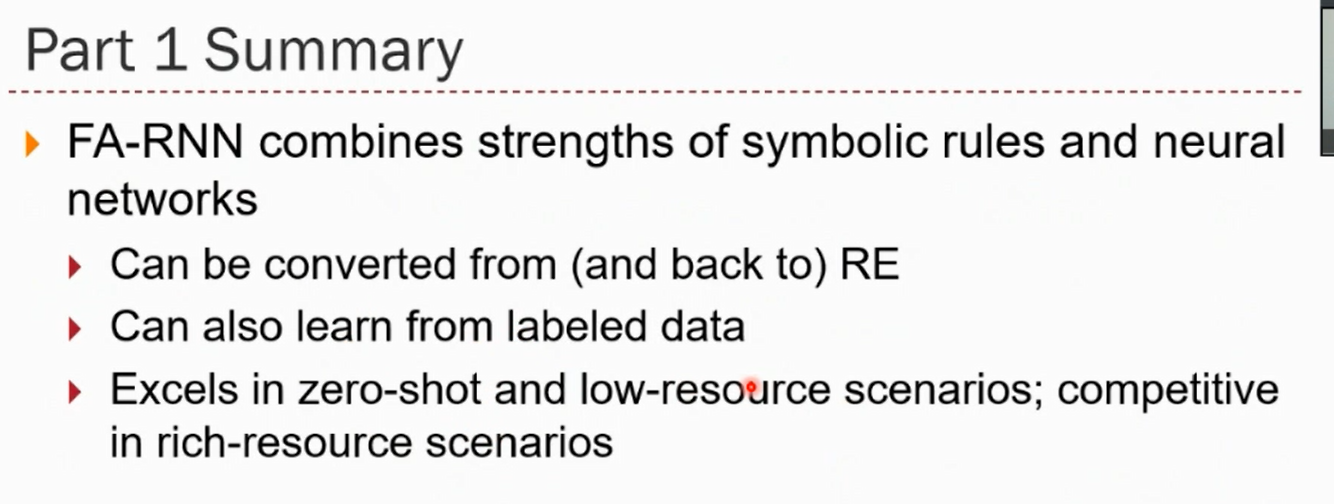 Part 1 Summary
FA-RNN combines strengths of symbolic rules and neural
networks
Can be converted from (and back to) RE
Can also learn from labeled data
Excels in zero-shot and low-resource scenarios; competitive
in rich-resource scenarios